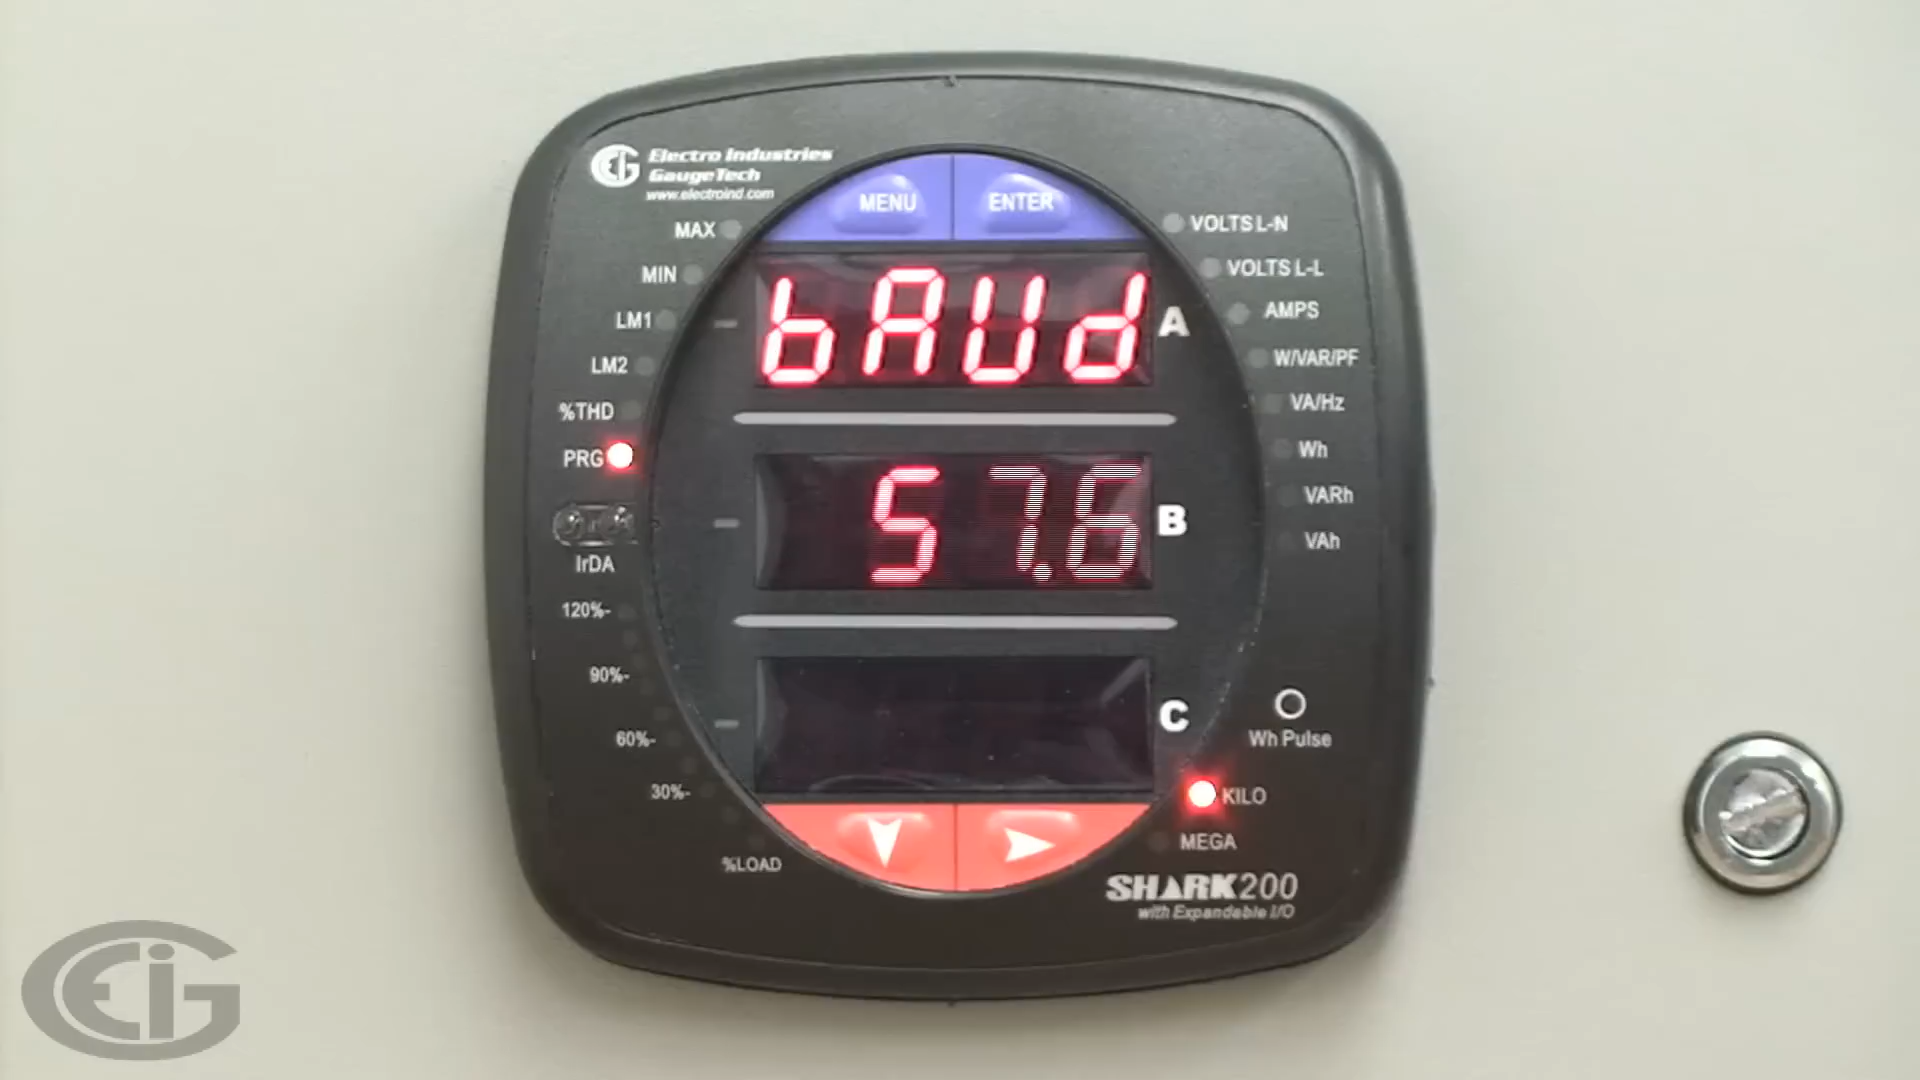 EIG Electro Industries
GaugeTech
www.electroind.com
MENU
ENTER
MAX
MIN
LM1
LM2
%THD
PRG
IrDA
120%-
90%-
60%-
30%-
%LOAD
bAUd
A
57.6
B
C
VOLTS L-N
VOLTS L-L
AMPS
W/VAR/PF
VA/Hz
Wh
VARh
VAh
Wh Pulse
KILO
MEGA
SHARK200
with Expandable I/O
EIG